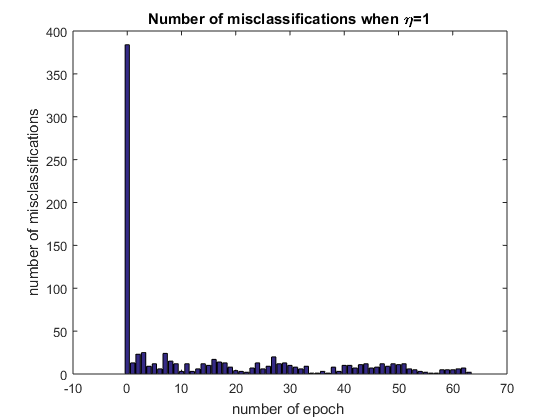 Number of misclassifications when η=1
400
350
300
250
200
150
100
50
0
number of misclassifications
-10 0 10 20 30 40 50 60 70
number of epoch